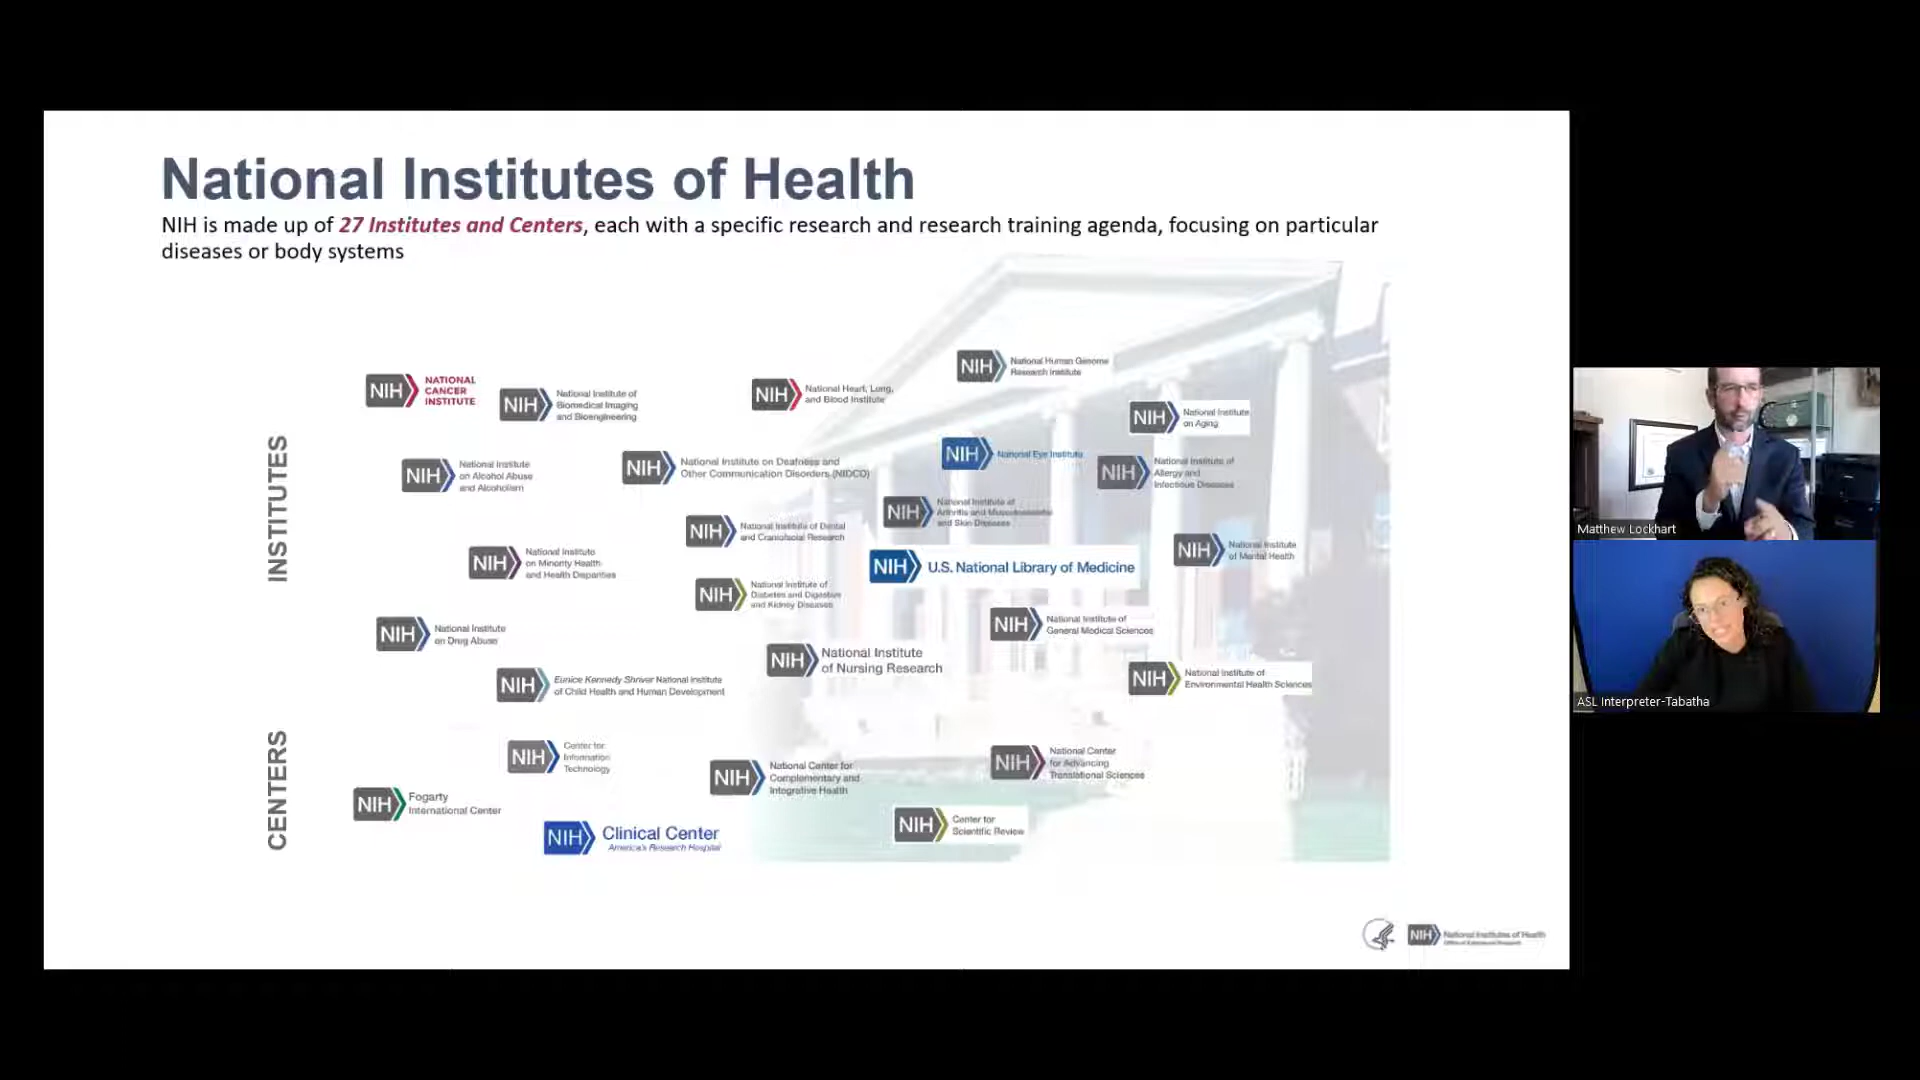 National Institutes of Health
NIH is made up of 27 Institutes and Centers, each with a specific research and research training agenda, focusing on particular
diseases or body systems
INSTITUTES
NIH NATIONAL
CANCER
INSTITUTE
NIH National Institute of
Biomedical Imaging
and Bioengineering
NIH National Heart, Lung,
and Blood Institute
NIH National Human Genome
Research Institute
NIH National Institute
on Aging
NIH National Institute
on Alcohol Abuse
and Alcoholism
NIH National Institute on Deafness and
Other Communication Disorders (NIDCD)
NIH National Eye Institute
NIH National Institute of
Allergy and
Infectious Diseases
NIH National Institute of
Arthritis and Musculoskeletal
and Skin Diseases
NIH National Institute of Dental
and Craniofacial Research
NIH National Institute
on Minority Health
and Health Disparities
NIH U.S. National Library of Medicine
NIH National Institute
of Mental Health
NIH National Institute of
Diabetes and Digestive
and Kidney Diseases
NIH National Institute
on Drug Abuse
NIH National Institute of
General Medical Sciences
NIH National Institute
of Nursing Research
NIH Eunice Kennedy Shriver National Institute
of Child Health and Human Development
NIH National Institute of
Environmental Health Sciences
CENTERS
NIH Center for
Information
Technology
NIH National Center for
Complementary and
Integrative Health
NIH National Center
for Advancing
Translational Sciences
NIH Fogarty
International Center
NIH Clinical Center
America's Research Hospital
NIH Center for
Scientific Review
NIH National Institutes of Health
Office of Extramural Research
Matthew Lockhart
ASL Interpreter-Tabatha